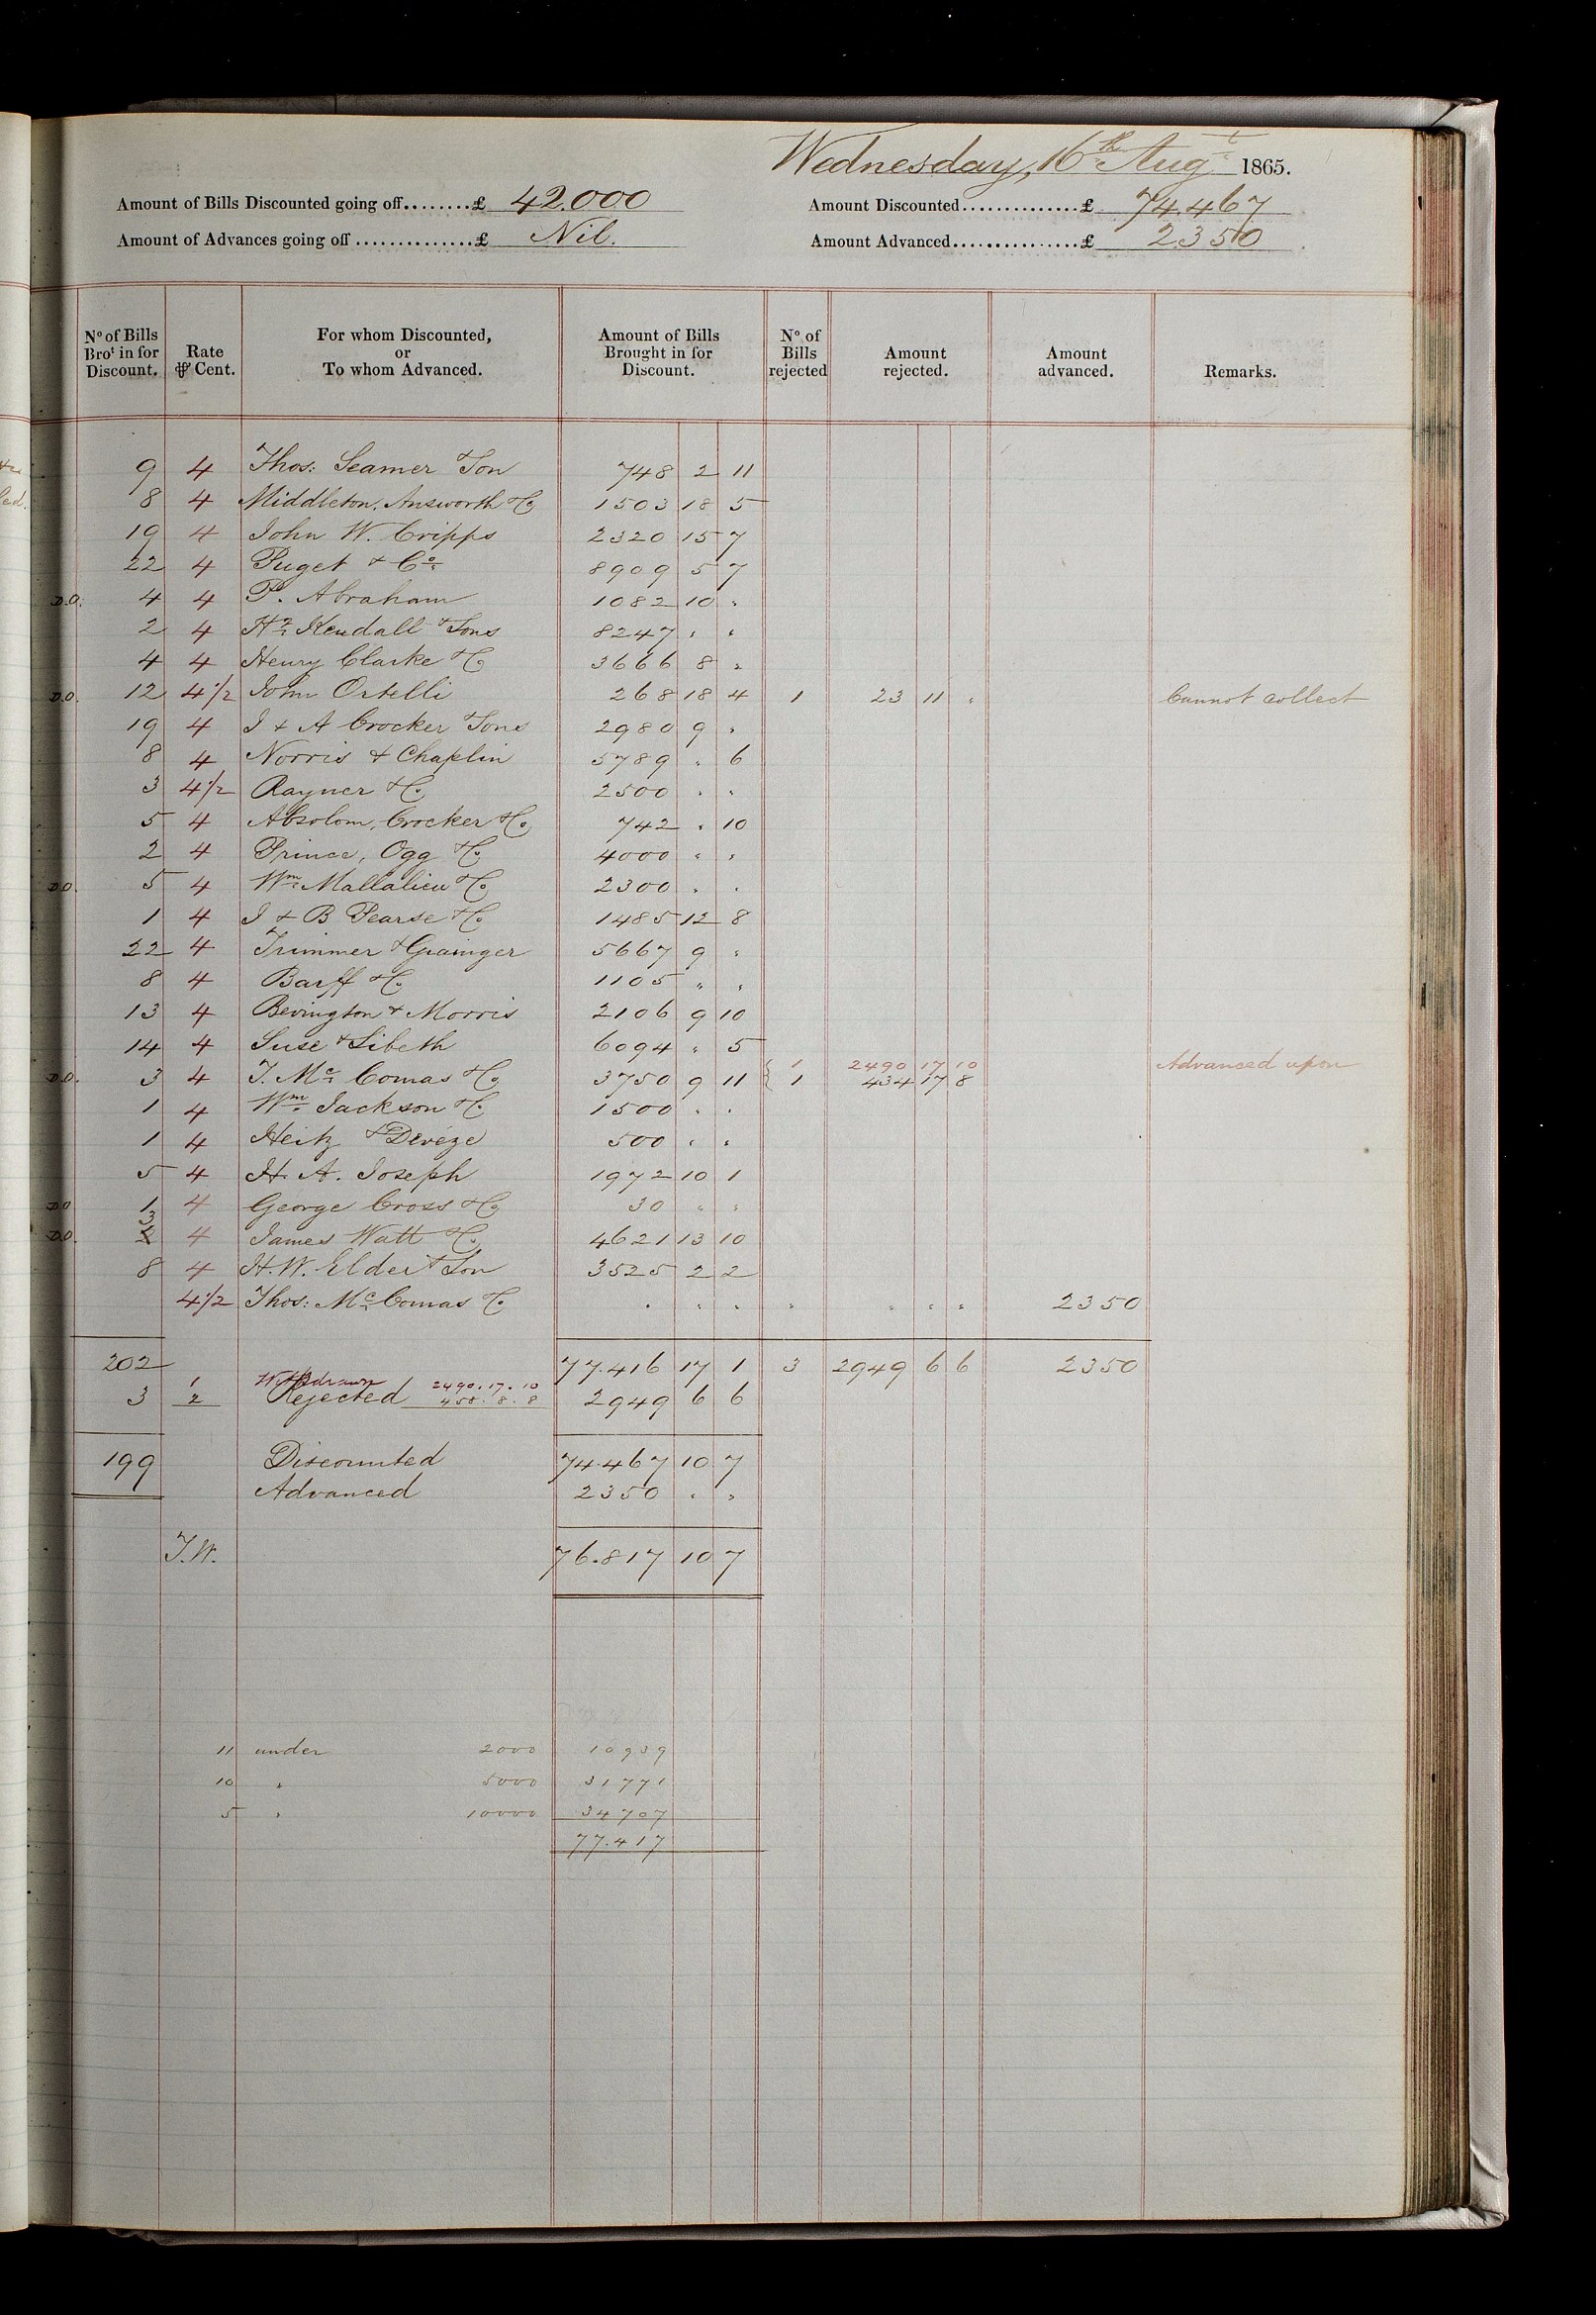 Wednesday, 16th Augt 1865.
Amount of Bills Discounted going off........£ 42.000 Amount Discounted..............£ 74.467
Amount of Advances going off...............£ Nil. Amount Advanced...............£ 2350
No of Bills Brot in for Discount. Rate ⅌ Cent. For whom Discounted, or To whom Advanced. Amount of Bills Brought in for Discount. No of Bills rejected Amount rejected. Amount advanced. Remarks.
9 4 Thos: Seamer & Son 748 2 11
8 4 Middleton, Answorth & Co 1503 18 5
19 4 John W. Cripps 2320 15 7
22 4 Puget & Co 8909 5 7
D.O. 4 4 P. Abraham 1082 10 "
2 4 Hy Kendall & Sons 8247 " "
4 4 Henry Clarke & Co 3666 8 "
D.O. 12 4 1/2 John Ortelli 268 18 4 1 23 11 " Cannot collect
19 4 J & A Crocker & Sons 2980 9 "
8 4 Norris & Chaplin 5789 " 6
3 4 1/2 Rayner & Co 2500 " "
5 4 Absolom, Crocker & Co 742 " 10
2 4 Prince, Ogg & Co 4000 " "
D.O. 5 4 Wm Mallalieu & Co 2300 " "
1 4 J & B Pearse & Co 1485 12 8
22 4 Trimmer & Grainger 5667 9 "
8 4 Barff & Co 1105 " "
13 4 Bevington & Morris 2106 9 10
14 4 Suse & Sibeth 6094 " 5
1 2490 17 10 Advanced upon
D.O. 3 4 T. Mc Comas & Co 3750 9 11 1 434 17 8
1 4 Wm Jackson & Co 1500 " "
1 4 Heitz & Devéze 500 " "
5 4 H. A. Joseph 1972 10 1
D.O. 1 4 George Cross & Co 30 " "
D.O. 3 4 James Watt & Co 4621 13 10
8 4 H. W. Elder & Son 3525 2 2
4 1/2 Thos: Mc Comas & Co " " " " " " " 2350
202 77.416 17 1 3 2949 6 6 2350
1 Withdrawn 2490.17.10
3 2 Rejected 458.8.8 2949 6 6
199 Discounted 74.467 10 7
Advanced 2350 " "
T.W. 76.817 10 7
11 under 2000 10939
10 " 5000 31771
5 " 10000 34707
77.417